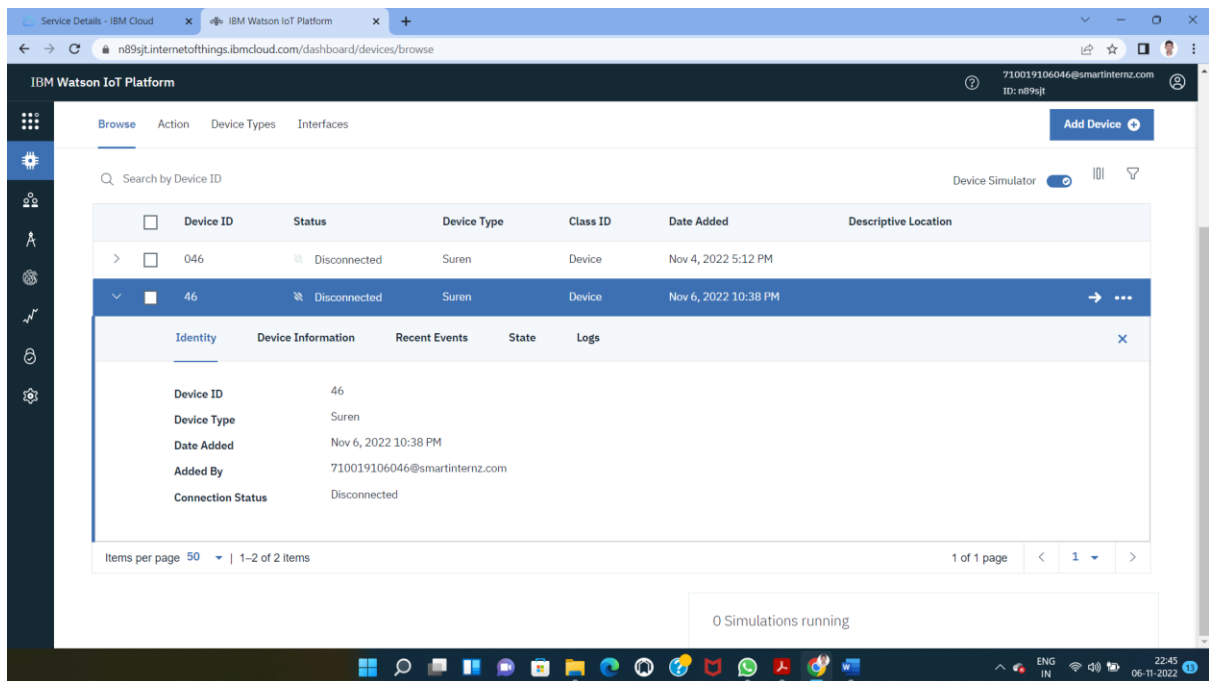 Service Details - IBM Cloud IBM Watson IoT Platform
n89sjt.internetofthings.ibmcloud.com/dashboard/devices/browse
IBM Watson IoT Platform
710019106046@smartinternz.com
ID: n89sjt
Browse Action Device Types Interfaces Add Device
Search by Device ID Device Simulator
Device ID Status Device Type Class ID Date Added Descriptive Location
046 Disconnected Suren Device Nov 4, 2022 5:12 PM
46 Disconnected Suren Device Nov 6, 2022 10:38 PM
Identity Device Information Recent Events State Logs
Device ID 46
Device Type Suren
Date Added Nov 6, 2022 10:38 PM
Added By 710019106046@smartinternz.com
Connection Status Disconnected
Items per page 50 | 1–2 of 2 items 1 of 1 page 1
0 Simulations running
ENG 22:45
IN 06-11-2022 13